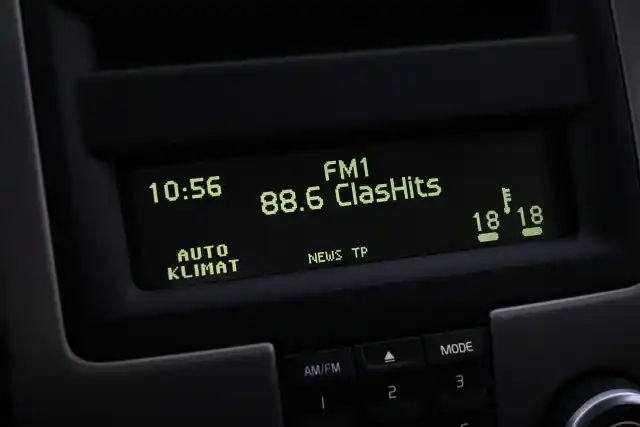 FM1
10:56
88.6 ClasHits
18 18
AUTO
KLIMAT
NEWS TP
AM/FM
MODE
1
2
3